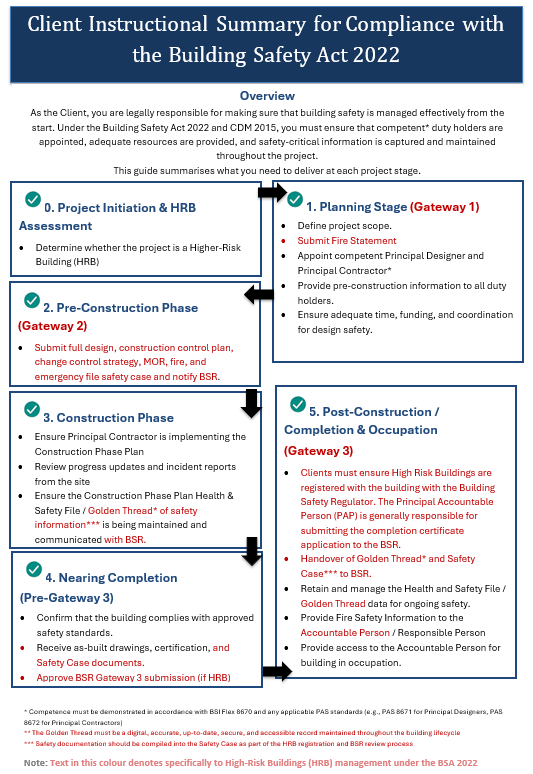 Client Instructional Summary for Compliance with
the Building Safety Act 2022
Overview
As the Client, you are legally responsible for making sure that building safety is managed effectively from the
start. Under the Building Safety Act 2022 and CDM 2015, you must ensure that competent* duty holders are
appointed, adequate resources are provided, and safety-critical information is captured and maintained
throughout the project.
This guide summarises what you need to deliver at each project stage.
0. Project Initiation & HRB
Assessment
• Determine whether the project is a Higher-Risk
Building (HRB)
1. Planning Stage (Gateway 1)
• Define project scope.
• Submit Fire Statement
• Appoint competent Principal Designer and
Principal Contractor*
• Provide pre-construction information to all duty
holders.
• Ensure adequate time, funding, and coordination
for design safety.
2. Pre-Construction Phase
(Gateway 2)
• Submit full design, construction control plan,
change control strategy, MOR, fire, and
emergency file safety case and notify BSR.
3. Construction Phase
• Ensure Principal Contractor is implementing the
Construction Phase Plan
• Review progress updates and incident reports
from the site
• Ensure the Construction Phase Plan Health &
Safety File / Golden Thread* of safety
information*** is being maintained and
communicated with BSR.
4. Nearing Completion
(Pre-Gateway 3)
• Confirm that the building complies with approved
safety standards.
• Receive as-built drawings, certification, and
Safety Case documents.
• Approve BSR Gateway 3 submission (if HRB)
5. Post-Construction /
Completion & Occupation
(Gateway 3)
• Clients must ensure High Risk Buildings are
registered with the building with the Building
Safety Regulator. The Principal Accountable
Person (PAP) is generally responsible for
submitting the completion certificate
application to the BSR.
• Handover of Golden Thread* and Safety
Case*** to BSR.
• Retain and manage the Health and Safety File /
Golden Thread data for ongoing safety.
• Provide Fire Safety Information to the
Accountable Person / Responsible Person
• Provide access to the Accountable Person for
building in occupation.
* Competence must be demonstrated in accordance with BSI Flex 8670 and any applicable PAS standards (e.g., PAS 8671 for Principal Designers, PAS
8672 for Principal Contractors)
** The Golden Thread must be a digital, accurate, up-to-date, secure, and accessible record maintained throughout the building lifecycle
*** Safety documentation should be compiled into the Safety Case as part of the HRB registration and BSR review process
Note: Text in this colour denotes specifically to High-Risk Buildings (HRB) management under the BSA 2022